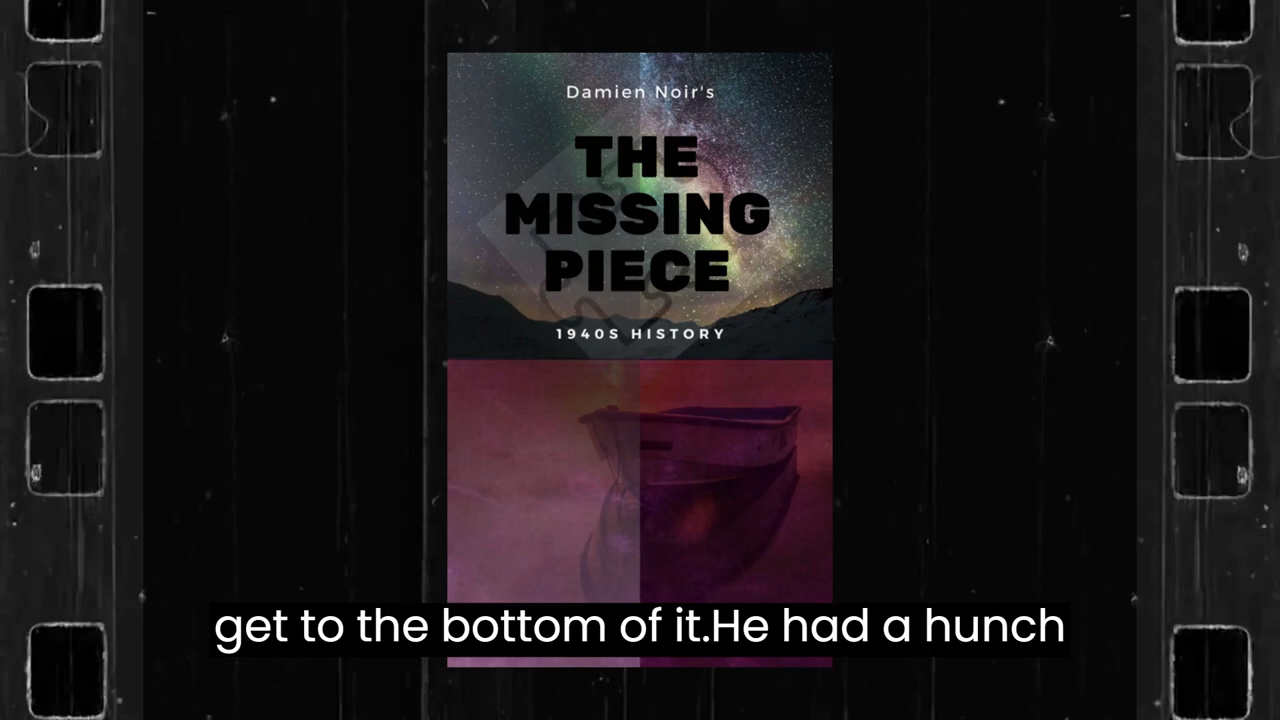 Damien Noir's
THE
MISSING
PIECE
1940S HISTORY
get to the bottom of it.He had a hunch